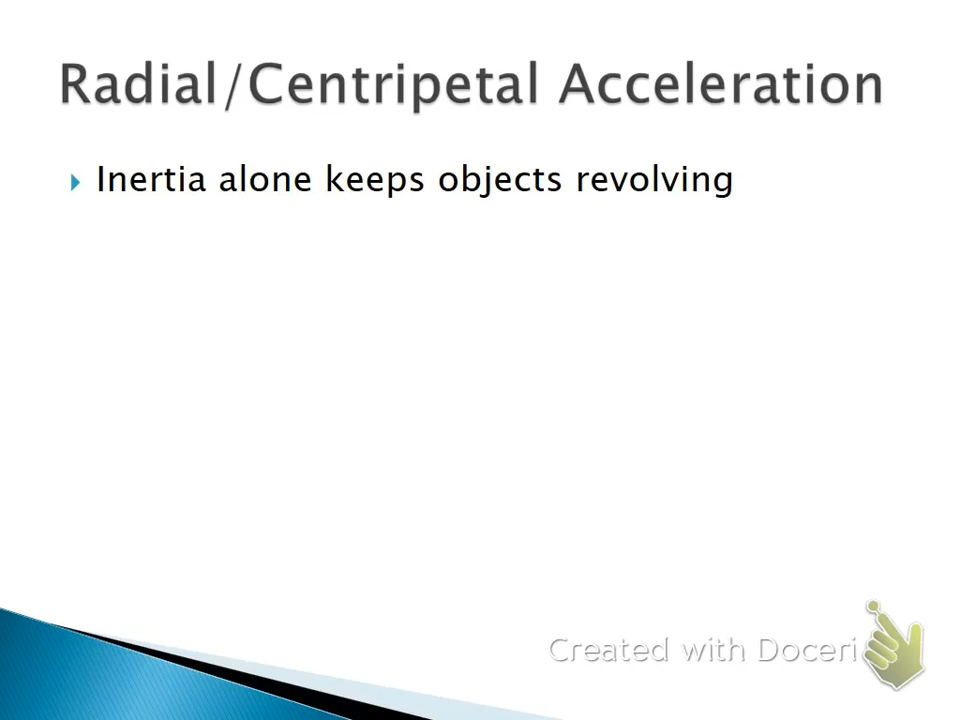 Radial/Centripetal Acceleration
Inertia alone keeps objects revolving
Created with Doceri